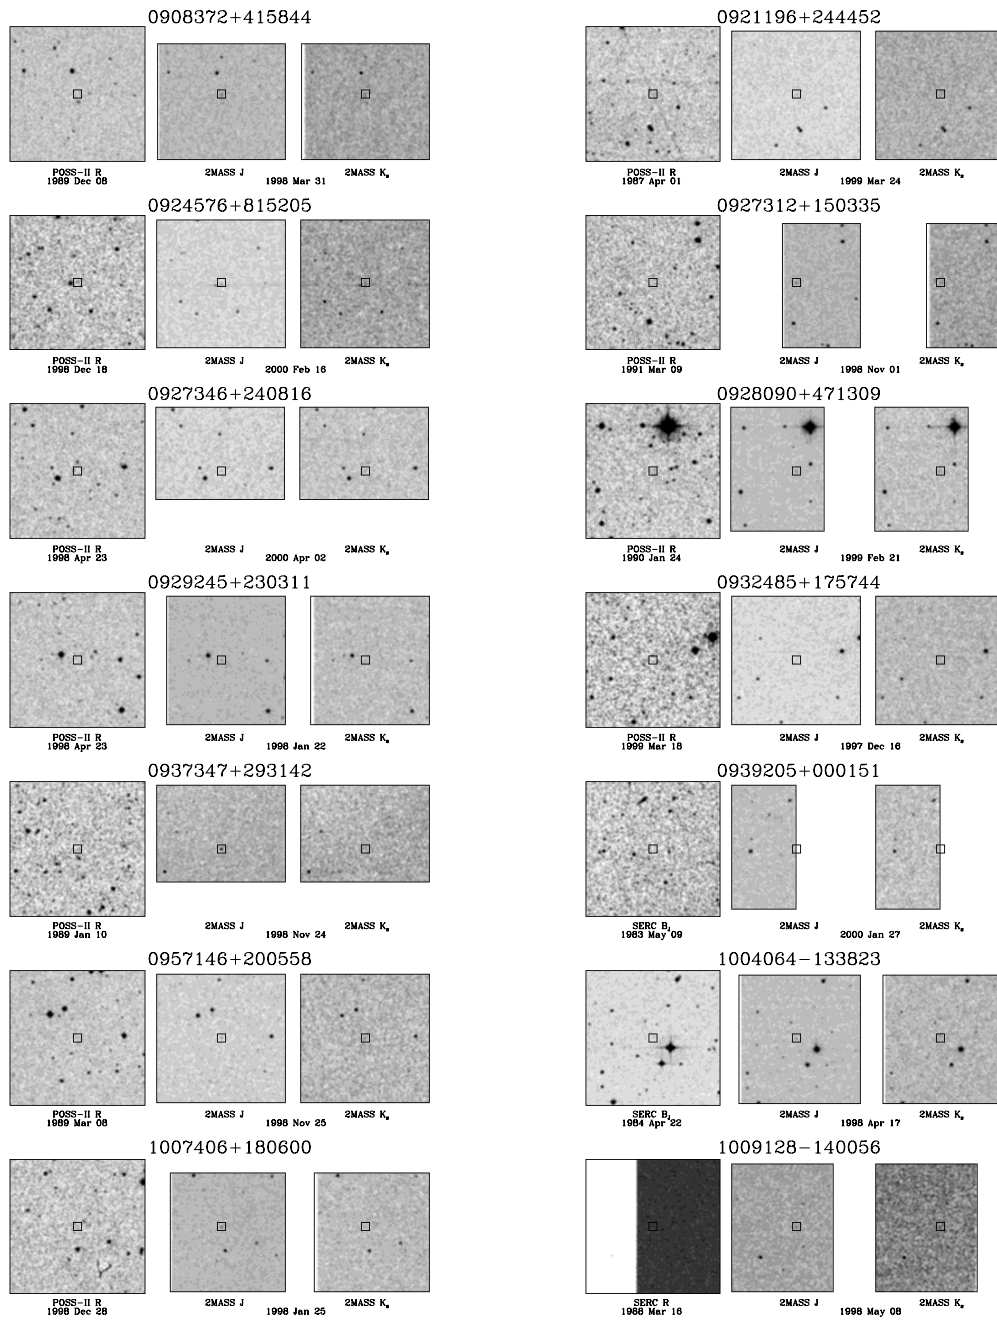 0908372+415844
POSS-II R
1989 Dec 08
2MASS J
1998 Mar 31
2MASS Ks
0921196+244452
POSS-II R
1987 Apr 01
2MASS J
1999 Mar 24
2MASS Ks
0924576+815205
POSS-II R
1998 Dec 18
2MASS J
2000 Feb 16
2MASS Ks
0927312+150335
POSS-II R
1991 Mar 09
2MASS J
1998 Nov 01
2MASS Ks
0927346+240816
POSS-II R
1998 Apr 23
2MASS J
2000 Apr 02
2MASS Ks
0928090+471309
POSS-II R
1990 Jan 24
2MASS J
1999 Feb 21
2MASS Ks
0929245+230311
POSS-II R
1998 Apr 23
2MASS J
1998 Jan 22
2MASS Ks
0932485+175744
POSS-II R
1999 Mar 18
2MASS J
1997 Dec 16
2MASS Ks
0937347+293142
POSS-II R
1989 Jan 10
2MASS J
1998 Nov 24
2MASS Ks
0939205+000151
SERC BJ
1983 May 09
2MASS J
2000 Jan 27
2MASS Ks
0957146+200558
POSS-II R
1989 Mar 08
2MASS J
1998 Nov 25
2MASS Ks
1004064-133823
SERC BJ
1984 Apr 22
2MASS J
1998 Apr 17
2MASS Ks
1007406+180600
POSS-II R
1998 Dec 28
2MASS J
1998 Jan 25
2MASS Ks
1009128-140056
SERC R
1988 Mar 16
2MASS J
1998 May 08
2MASS Ks